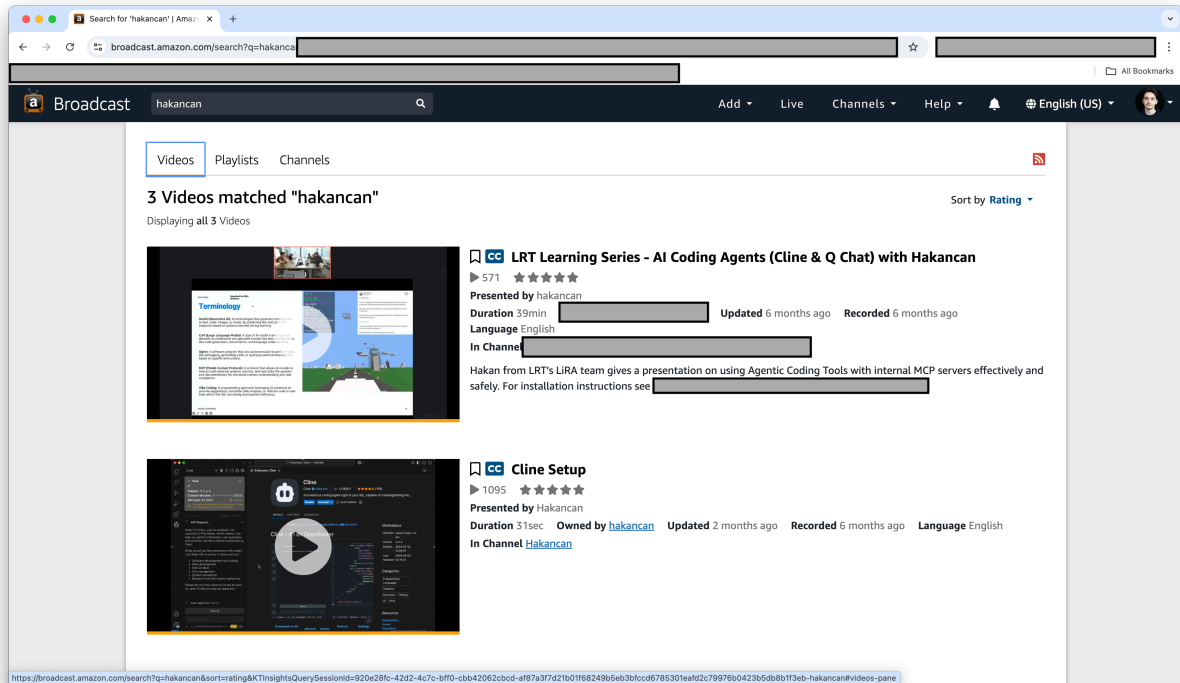 Search for 'hakancan' | Amaz
broadcast.amazon.com/search?q=hakanca
All Bookmarks
a Broadcast hakancan Add Live Channels Help English (US)
Videos Playlists Channels
3 Videos matched "hakancan"
Sort by Rating
Displaying all 3 Videos
CC LRT Learning Series - AI Coding Agents (Cline & Q Chat) with Hakancan
571
Presented by hakancan
Duration 39min Updated 6 months ago Recorded 6 months ago
Language English
In Channel
Hakan from LRT's LiRA team gives a presentation on using Agentic Coding Tools with internal MCP servers effectively and
safely. For installation instructions see
Terminology
CC Cline Setup
1095
Presented by Hakancan
Duration 31sec Owned by hakancan Updated 2 months ago Recorded 6 months ago Language English
In Channel Hakancan
Cline
https://broadcast.amazon.com/search?q=hakancan&sort=rating&KTInsightsQuerySessionId=920e28fc-42d2-4c7c-bff0-cbb42062cbcd-af87a3f7d21b01f68249b5eb3bfccd6785301eafd2c79976b0423b5db8b1f3eb-hakancan#videos-pane